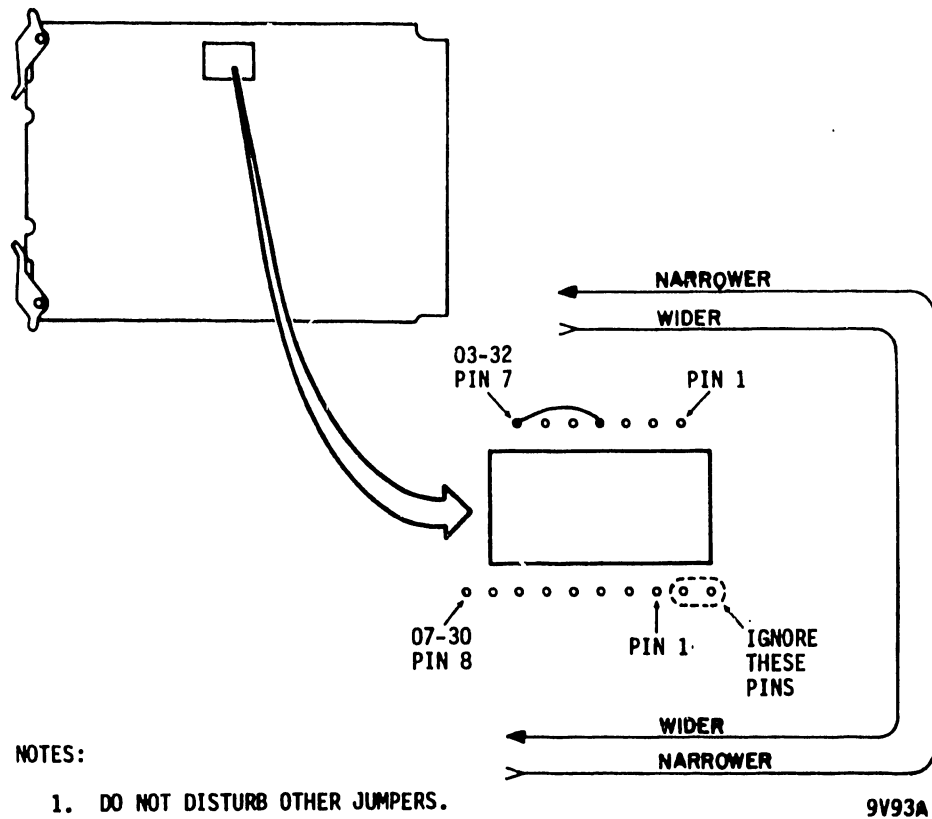 NARROWER
WIDER
03-32
PIN 7
PIN 1
07-30
PIN 8
PIN 1
IGNORE
THESE
PINS
WIDER
NARROWER
NOTES:
1. DO NOT DISTURB OTHER JUMPERS.
9V93A